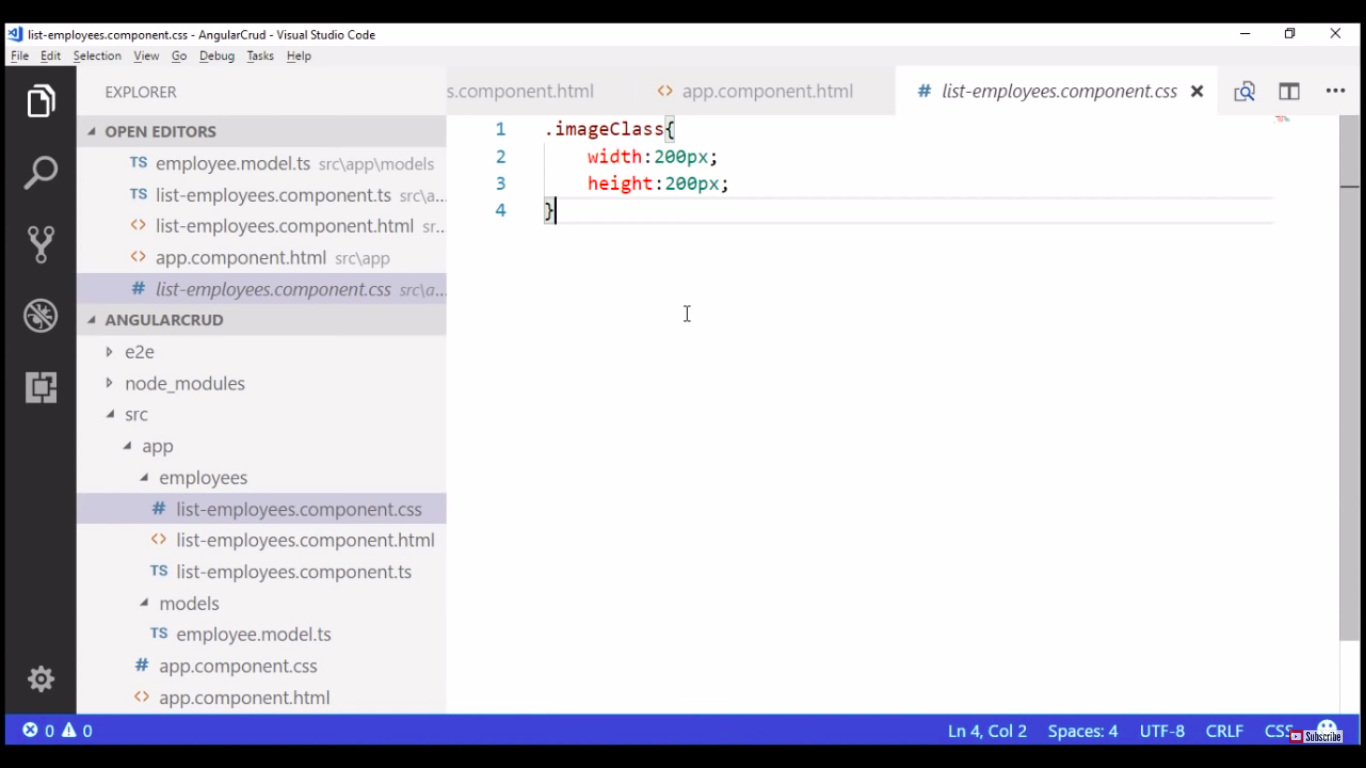 list-employees.component.css - AngularCrud - Visual Studio Code
File Edit Selection View Go Debug Tasks Help
EXPLORER
s.component.html app.component.html list-employees.component.css
OPEN EDITORS
TS employee.model.ts src\app\models
TS list-employees.component.ts src\a...
<> list-employees.component.html sr...
<> app.component.html src\app
# list-employees.component.css src\a...
ANGULARCRUD
e2e
node_modules
src
app
employees
# list-employees.component.css
<> list-employees.component.html
TS list-employees.component.ts
models
TS employee.model.ts
# app.component.css
<> app.component.html
1 .imageClass{
2 width:200px;
3 height:200px;
4 }
0 0 Ln 4, Col 2 Spaces: 4 UTF-8 CRLF CSS
Subscribe